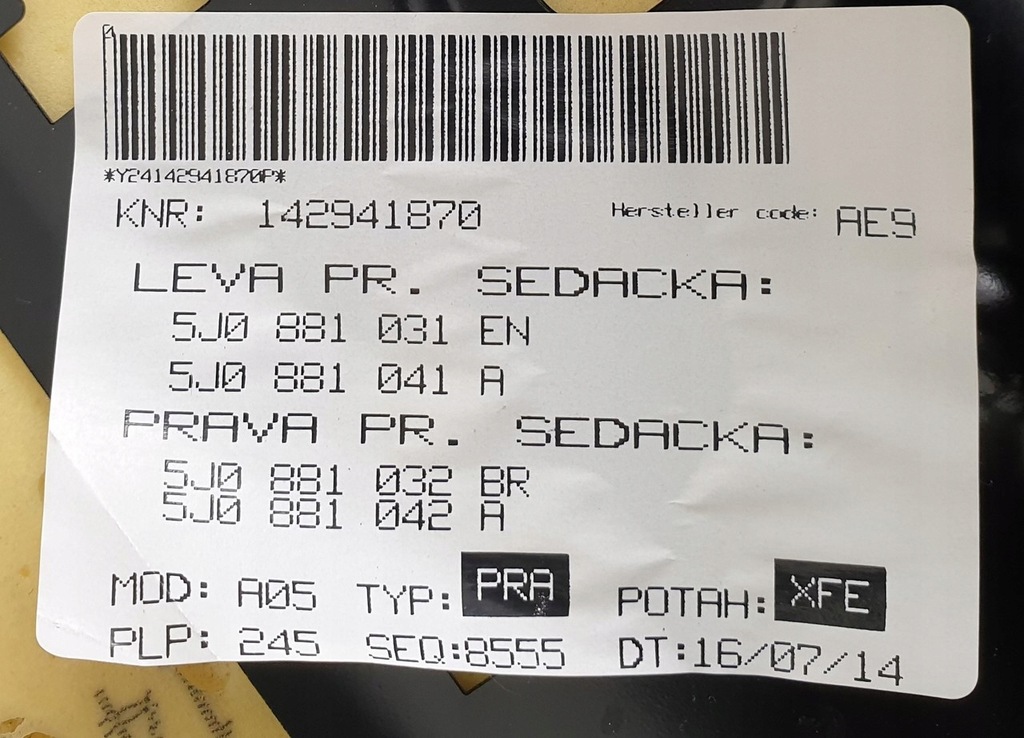 *Y24142941870P*
KNR: 142941870 Hersteller code: AE9
LEVA PR. SEDACKA:
5J0 881 031 EN
5J0 881 041 A
PRAVA PR. SEDACKA:
5J0 881 032 BR
5J0 881 042 A
MOD: A05 TYP: PRA POTAH: XFE
PLP: 245 SEQ:8555 DT:16/07/14